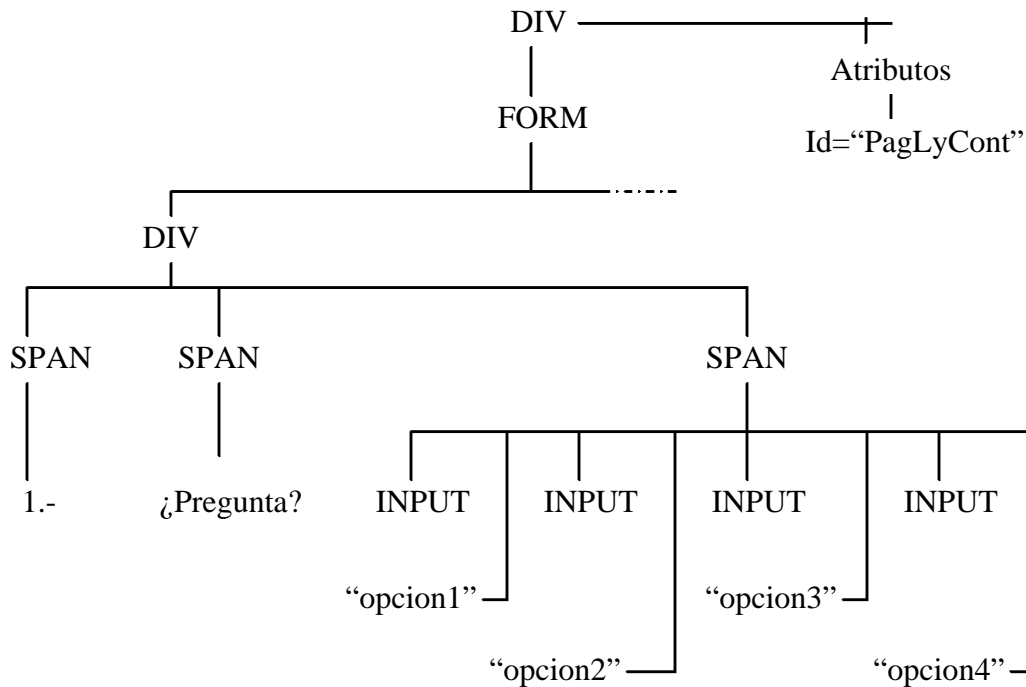 DIV
Atributos
FORM
Id=“PagLyCont”
DIV
SPAN
SPAN
SPAN
1.-
¿Pregunta?
INPUT
INPUT
INPUT
INPUT
“opcion1”
“opcion3”
“opcion2”
“opcion4”